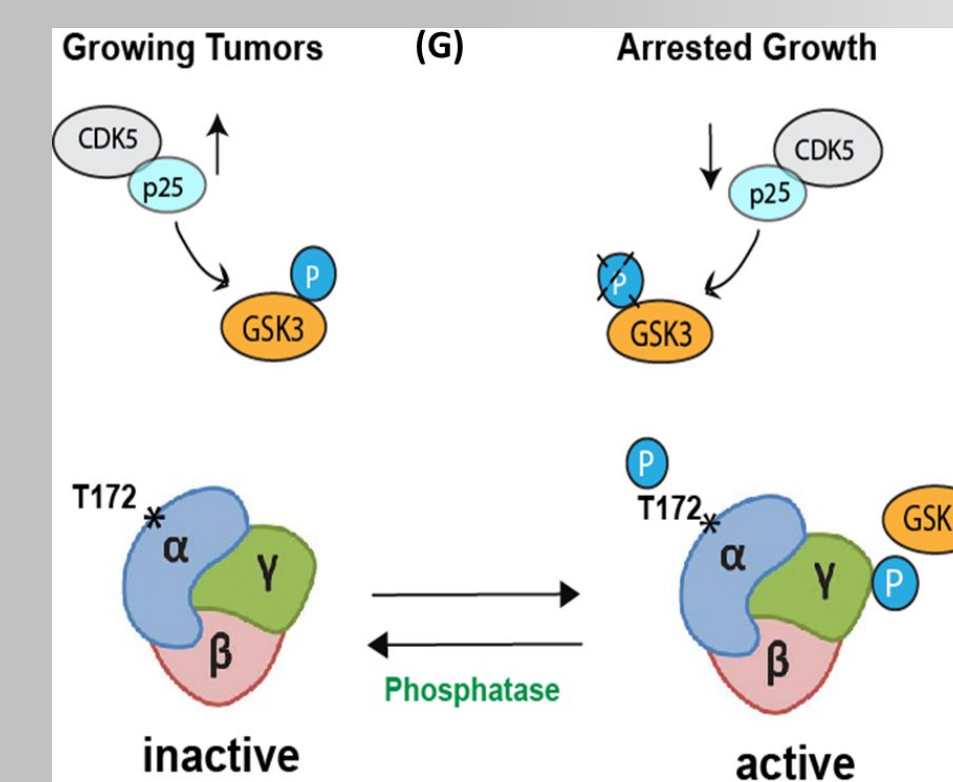 Growing Tumors
(G)
Arrested Growth
CDK5
p25
P
GSK3
CDK5
p25
P
GSK3
T172
*
α
γ
β
inactive
Phosphatase
P
T172
*
α
γ
β
GSK
P
active